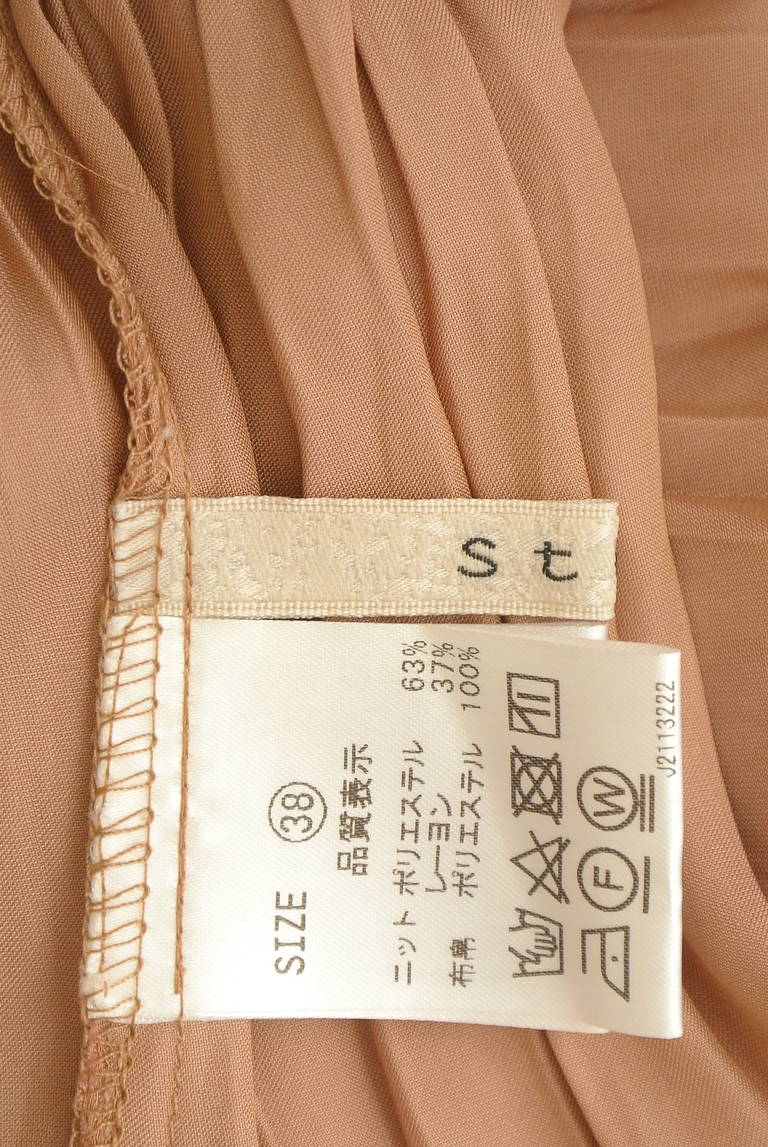 St
SIZE 38
品質表示
ニット ポリエステル 63%
レーヨン 37%
布帛 ポリエステル 100%
F W
J2113222